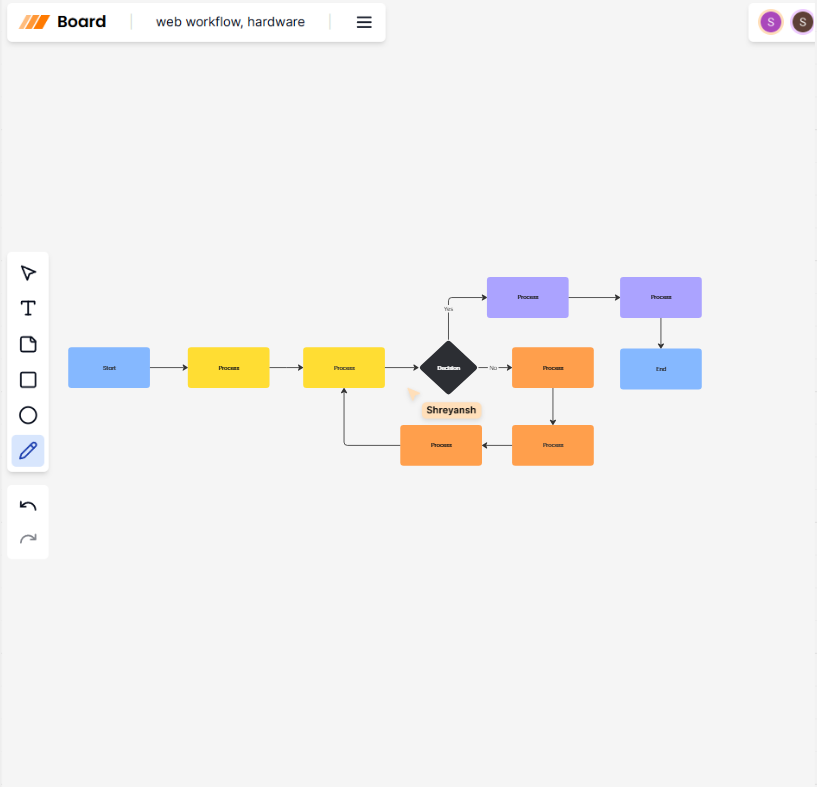 Board
web workflow, hardware
S
S
Process
Process
Yes
Start
Process
Process
Decision
No
Process
End
Shreyansh
Process
Process